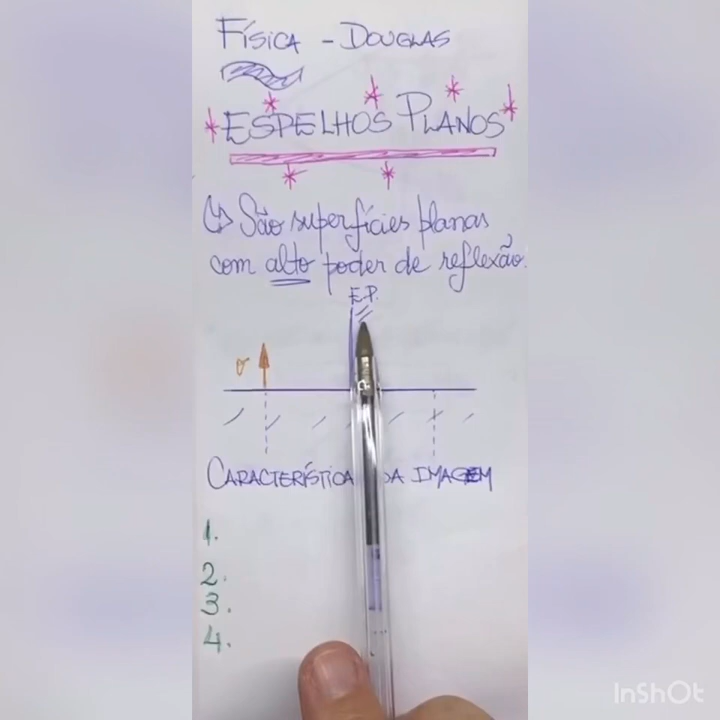 FÍSICA - DOUGLAS
ESPELHOS PLANOS
São superfícies planas
com alto poder de reflexão.
E.P.
o
CARACTERÍSTICA DA IMAGEM
1.
2.
3.
4.
InShOt